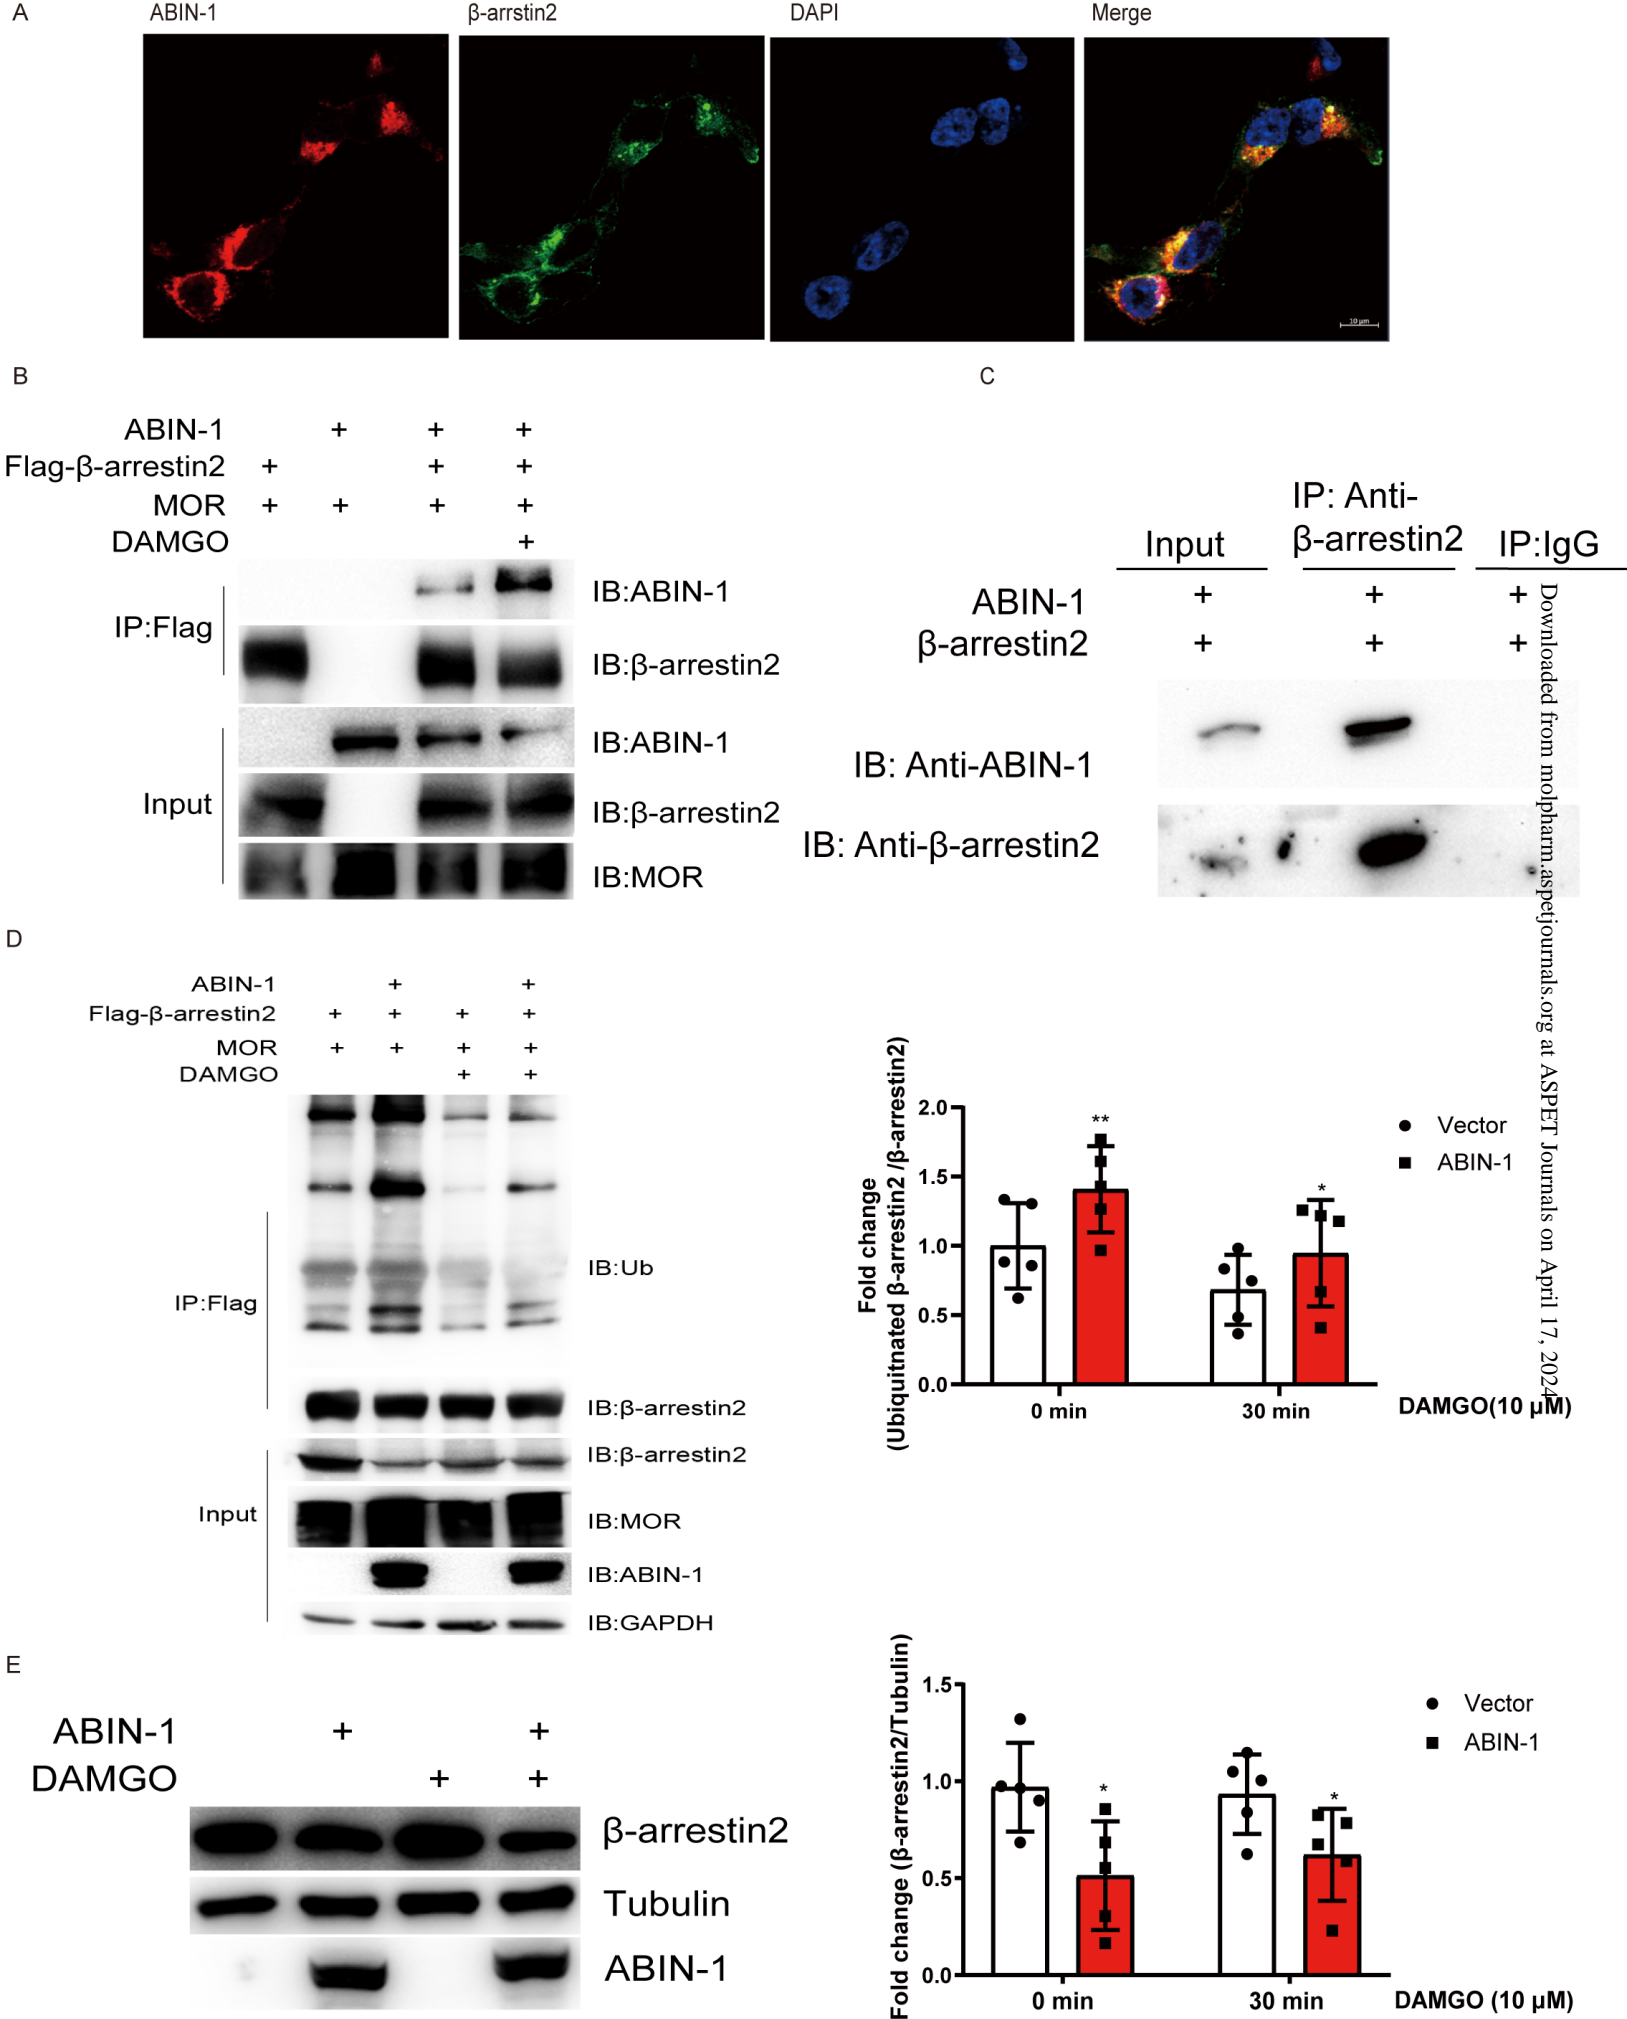 A
ABIN-1
β-arrstin2
DAPI
Merge
10 μm
B
ABIN-1 + + +
Flag-β-arrestin2 + + +
MOR + + + +
DAMGO +
IP:Flag
IB:ABIN-1
IB:β-arrestin2
Input
IB:ABIN-1
IB:β-arrestin2
IB:MOR
C
Input
IP: Anti-
β-arrestin2
IP:IgG
ABIN-1 + + +
β-arrestin2 + + +
IB: Anti-ABIN-1
IB: Anti-β-arrestin2
Downloaded from molpharm.aspetjournals.org at ASPET Journals on April 17, 2024
D
ABIN-1 + +
Flag-β-arrestin2 + + + +
MOR + + + +
DAMGO + +
IP:Flag
IB:Ub
IB:β-arrestin2
Input
IB:β-arrestin2
IB:MOR
IB:ABIN-1
IB:GAPDH
Fold change
(Ubiquitnated β-arrestin2 /β-arrestin2)
2.0
1.5
1.0
0.5
0.0
**
*
Vector
ABIN-1
0 min
30 min
DAMGO(10 μM)
E
ABIN-1 + +
DAMGO + +
β-arrestin2
Tubulin
ABIN-1
Fold change (β-arrestin2/Tubulin)
1.5
1.0
0.5
0.0
*
*
Vector
ABIN-1
0 min
30 min
DAMGO (10 μM)